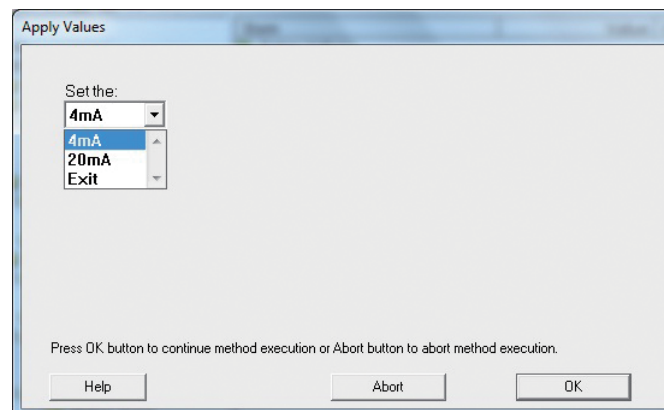 Apply Values
Set the:
4mA
4mA
20mA
Exit
Press OK button to continue method execution or Abort button to abort method execution.
Help
Abort
OK